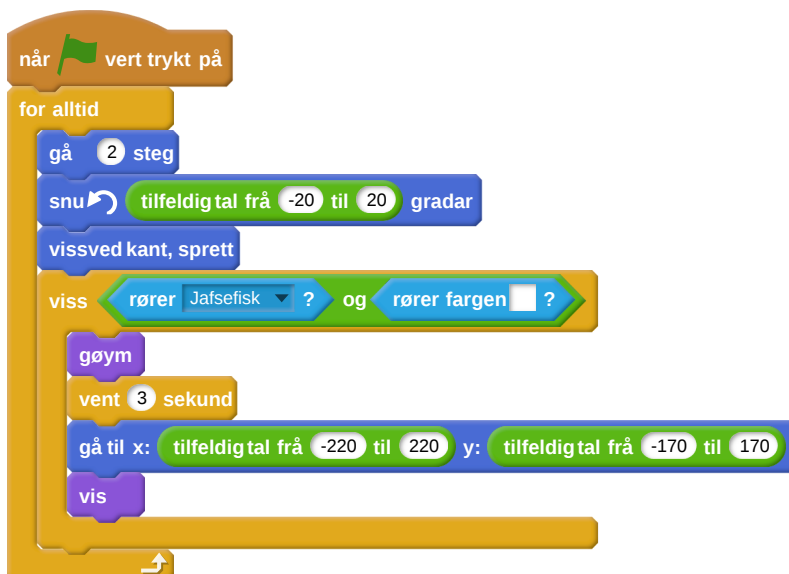 når vert trykt på
for alltid
gå 2 steg
snu tilfeldig tal frå -20 til 20 gradar
vissved kant, sprett
viss rører Jafsefisk ? og rører fargen ?
gøym
vent 3 sekund
gå til x: tilfeldig tal frå -220 til 220 y: tilfeldig tal frå -170 til 170
vis